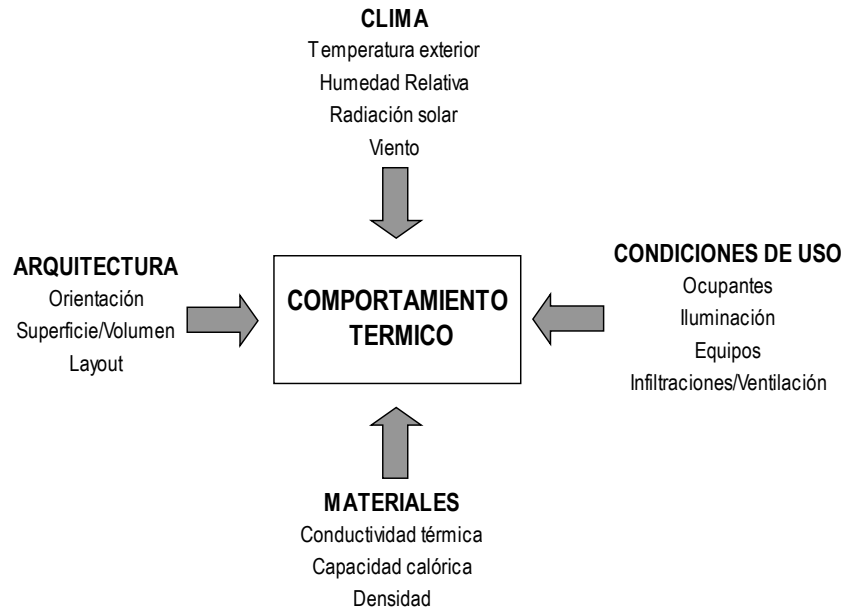 CLIMA
Temperatura exterior
Humedad Relativa
Radiación solar
Viento
ARQUITECTURA
Orientación
Superficie/Volumen
Layout
COMPORTAMIENTO
TERMICO
CONDICIONES DE USO
Ocupantes
Iluminación
Equipos
Infiltraciones/Ventilación
MATERIALES
Conductividad térmica
Capacidad calórica
Densidad